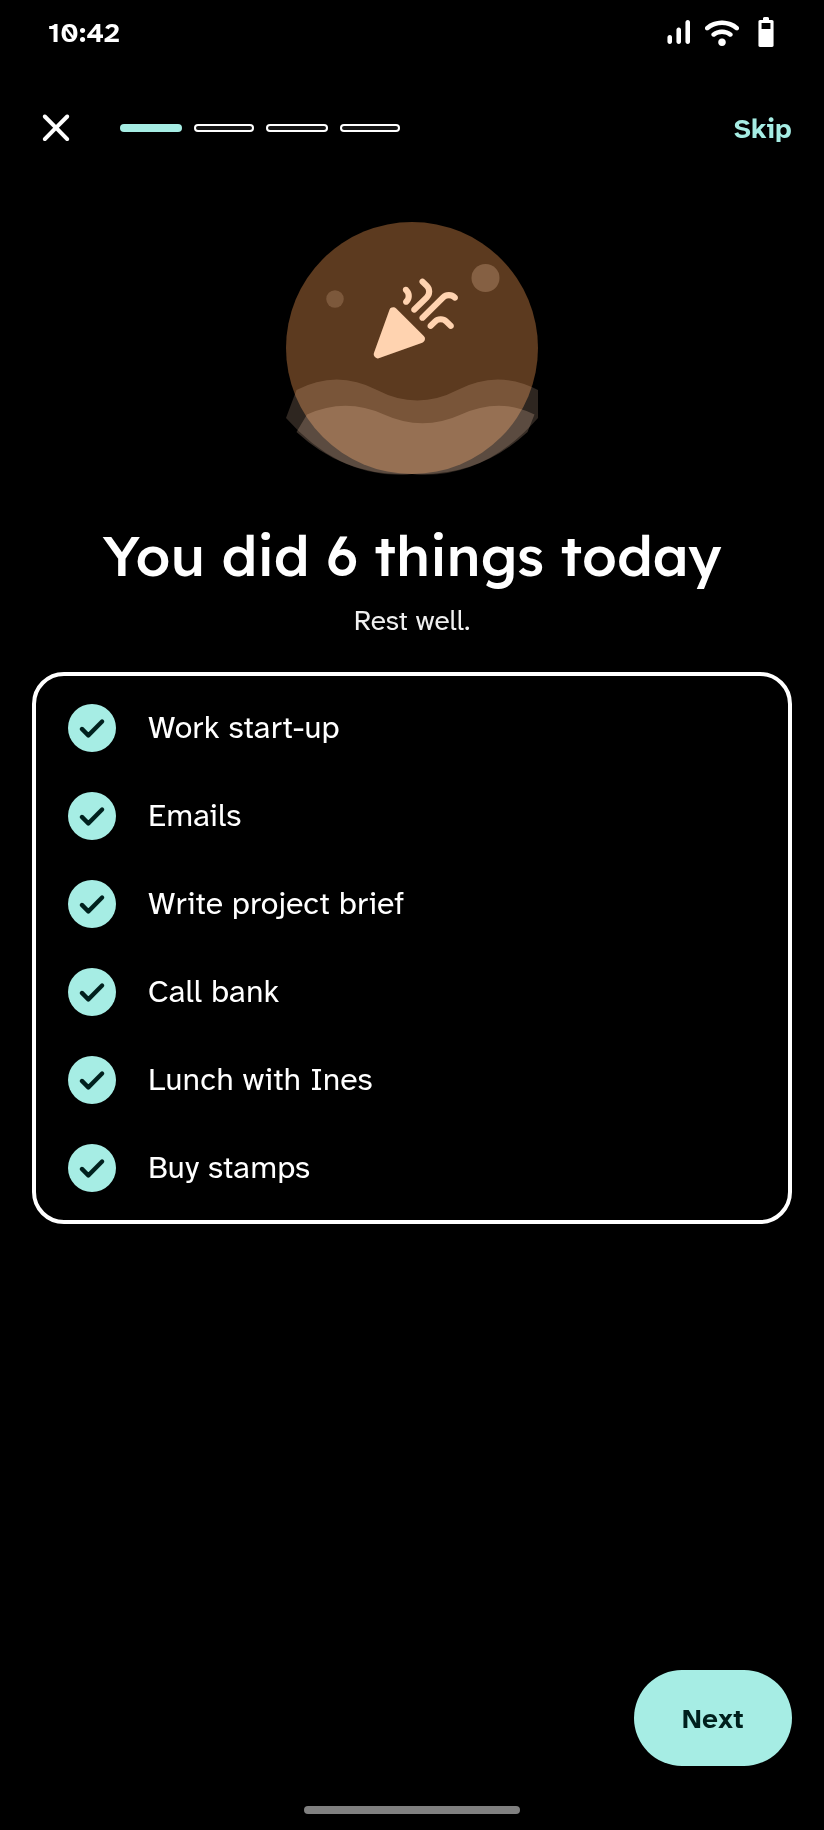 10:42
Skip
You did 6 things today
Rest well.
Work start-up
Emails
Write project brief
Call bank
Lunch with Ines
Buy stamps
Next